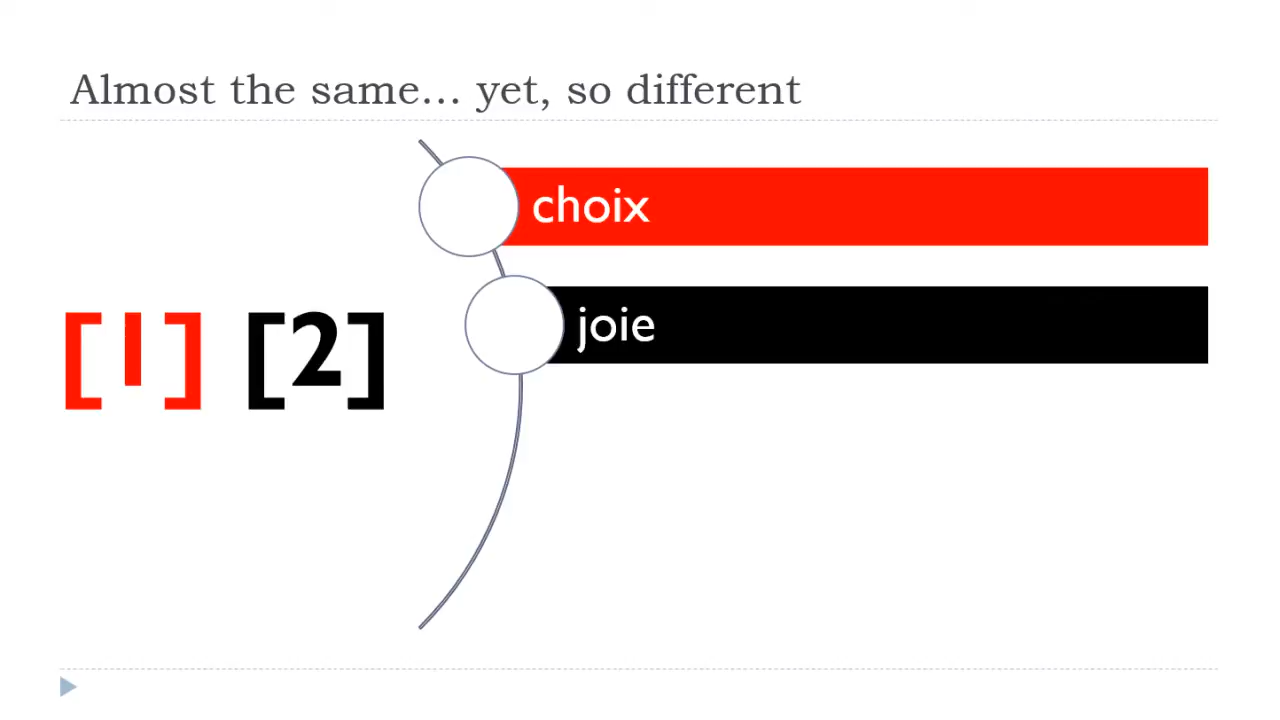 Almost the same... yet, so different
choix
joie
[1] [2]